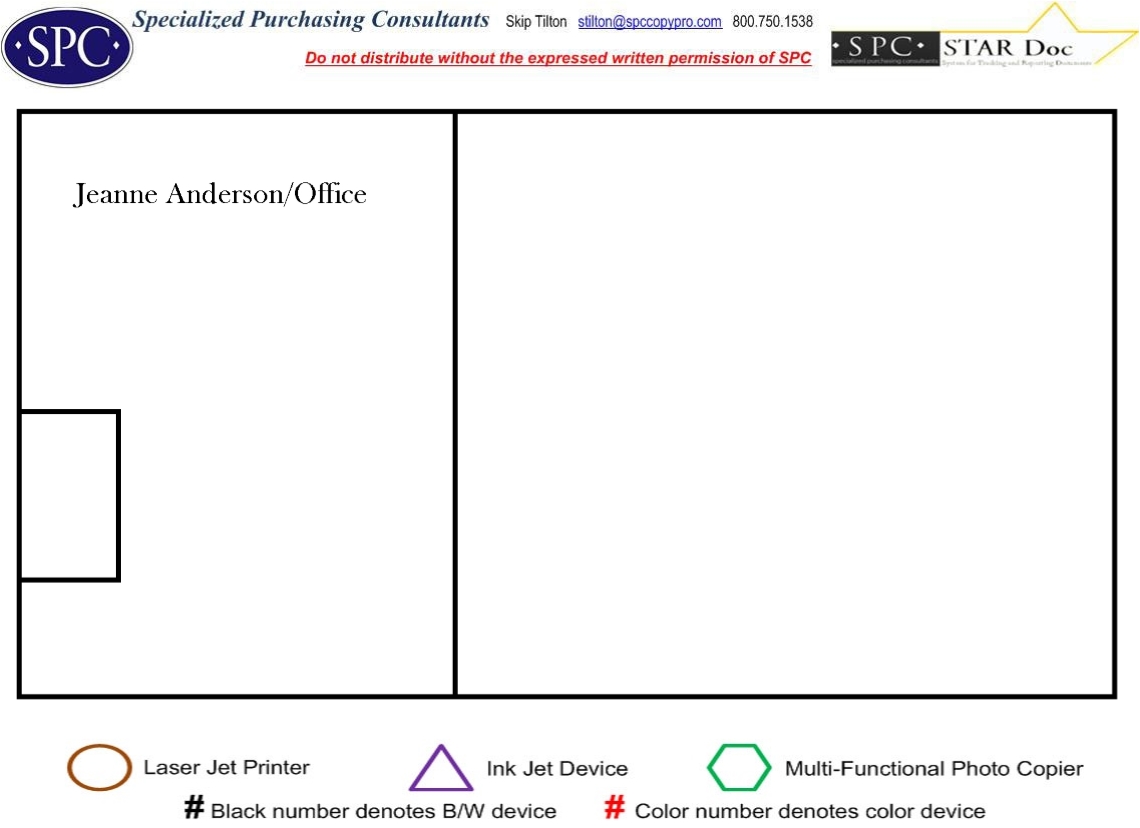 ·SPC·
Specialized Purchasing Consultants Skip Tilton stilton@spccopypro.com 800.750.1538
Do not distribute without the expressed written permission of SPC
·SPC· STAR Doc
specialized purchasing consultants System for Tracking and Reporting Documents
Jeanne Anderson/Office
Laser Jet Printer
Ink Jet Device
Multi-Functional Photo Copier
# Black number denotes B/W device
# Color number denotes color device